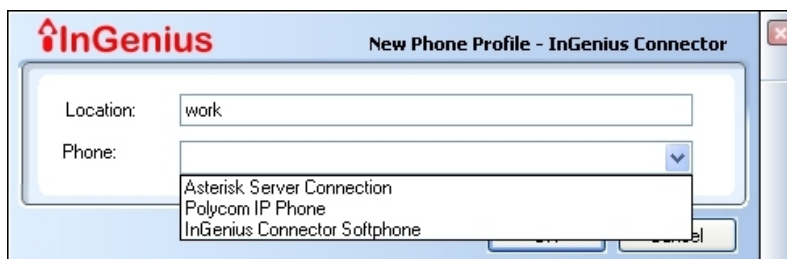 InGenius
New Phone Profile - InGenius Connector
Location: work
Phone:
Asterisk Server Connection
Polycom IP Phone
InGenius Connector Softphone